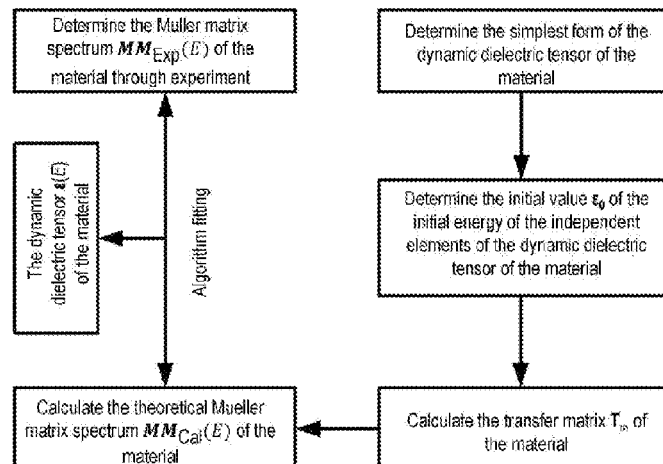 Determine the Muller matrix
spectrum MM_Exp(E) of the
material through experiment
Determine the simplest form of the
dynamic dielectric tensor of the
material
The dynamic
dielectric tensor ε(E)
of the material
Algorithm fitting
Determine the initial value ε₀ of the
initial energy of the independent
elements of the dynamic dielectric
tensor of the material
Calculate the theoretical Mueller
matrix spectrum MM_Cal(E) of the
material
Calculate the transfer matrix T
of the material